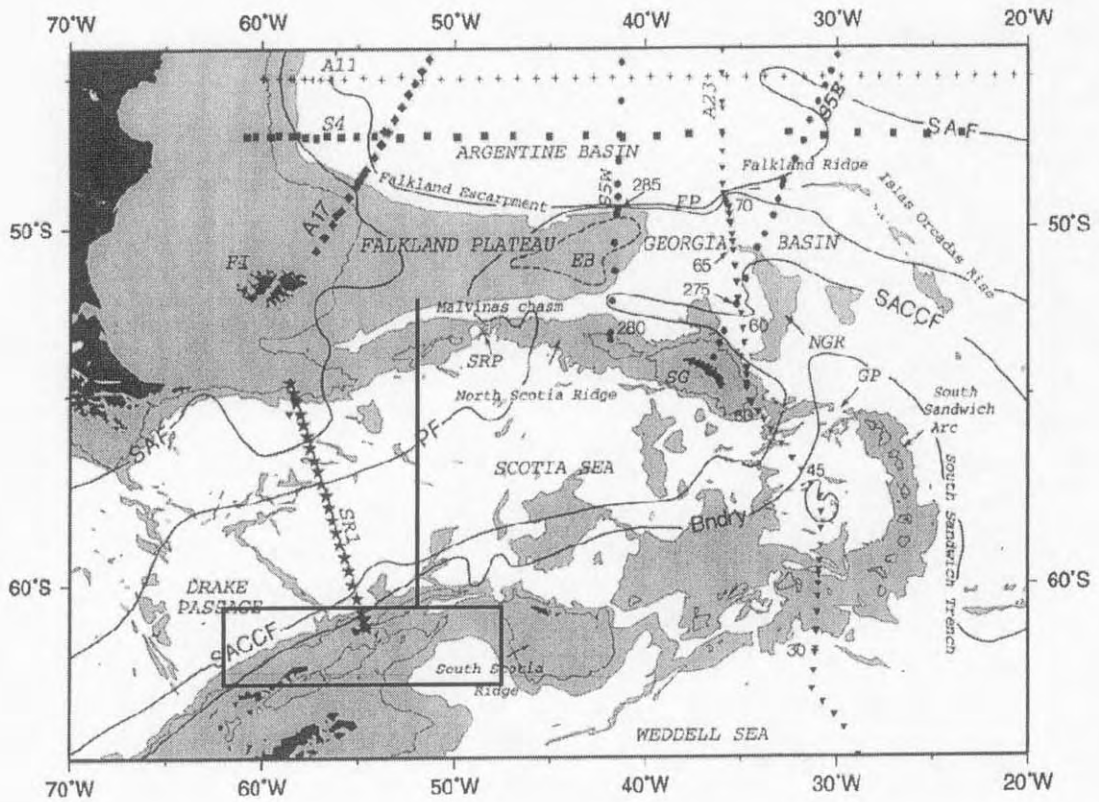 70°W 60°W 50°W 40°W 30°W 20°W
A11
A23
S5B
SAF
S4
ARGENTINE BASIN
Falkland Ridge
Falkland Escarpment
S5W
285
FP
70
Islas Orcadas Rise
50°S
A17
FALKLAND PLATEAU
GEORGIA
BASIN
50°S
FI
EB
65
275
SACCF
Malvinas chasm
280
60
NGR
SRP
SG
GP
North Scotia Ridge
50
South
Sandwich
Arc
SAF
PF
SCOTIA SEA
45
SR1
Bndry
South Sandwich Trench
60°S
DRAKE
PASSAGE
60°S
SACCF
30
South Scotia
Ridge
WEDDELL SEA
70°W 60°W 50°W 40°W 30°W 20°W